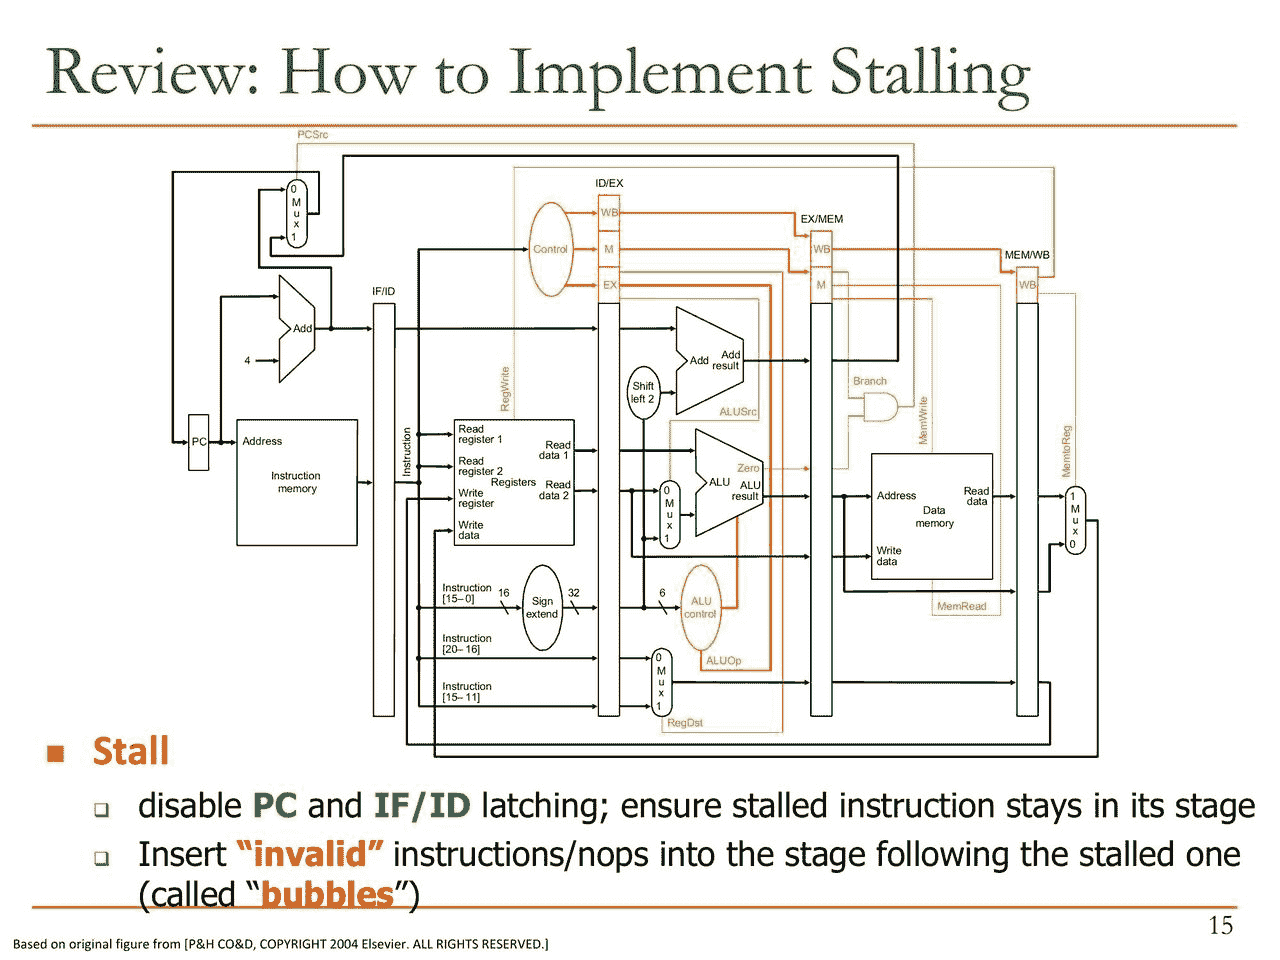 Review: How to Implement Stalling
PCSrc
0
M
u
x
1
ID/EX
WB
M
EX
Control
EX/MEM
WB
M
MEM/WB
WB
IF/ID
Add
4
Add
Add
result
Shift
left 2
RegWrite
ALUSrc
Branch
MemWrite
MemtoReg
PC
Address
Instruction
memory
Instruction
Read
register 1
Read
register 2
Write
register
Write
data
Registers
Read
data 1
Read
data 2
0
M
u
x
1
Zero
ALU
ALU
result
Address
Read
data
Data
memory
Write
data
1
M
u
x
0
MemRead
Instruction
[15–0]
16
Sign
extend
32
6
ALU
control
Instruction
[20–16]
Instruction
[15–11]
0
M
u
x
1
ALUOp
RegDst
Stall
disable PC and IF/ID latching; ensure stalled instruction stays in its stage
Insert “invalid” instructions/nops into the stage following the stalled one
(called “bubbles”)
15
Based on original figure from [P&H CO&D, COPYRIGHT 2004 Elsevier. ALL RIGHTS RESERVED.]